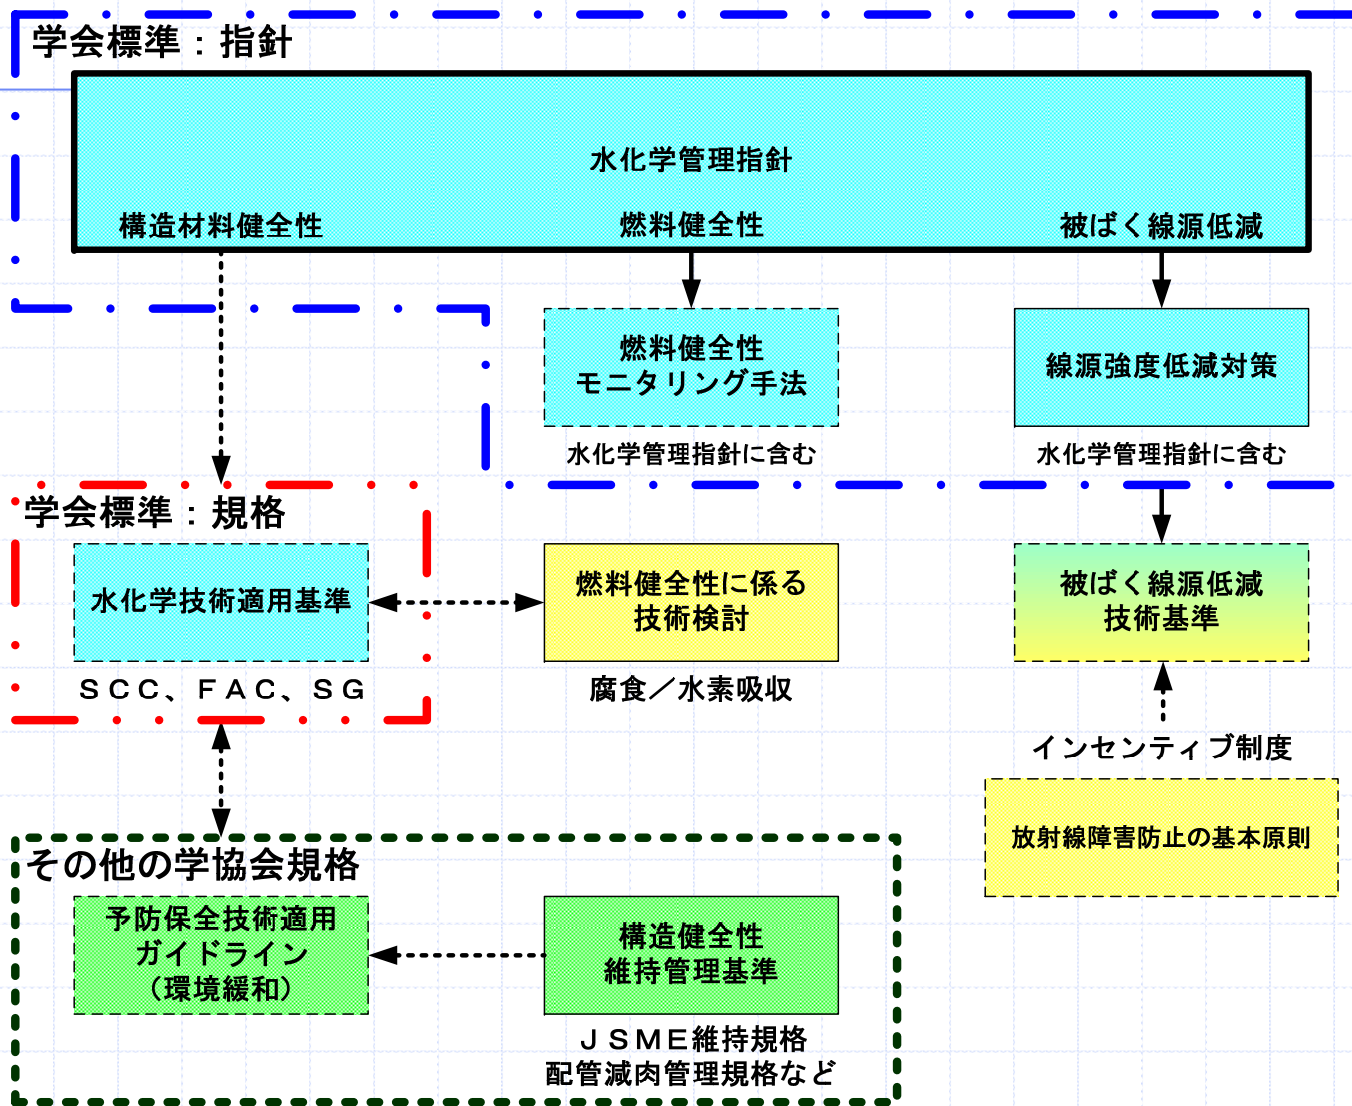 学会標準：指針
水化学管理指針
構造材料健全性
燃料健全性
被ばく線源低減
燃料健全性
モニタリング手法
水化学管理指針に含む
線源強度低減対策
水化学管理指針に含む
学会標準：規格
水化学技術適用基準
ＳＣＣ、ＦＡＣ、ＳＧ
燃料健全性に係る
技術検討
腐食／水素吸収
被ばく線源低減
技術基準
インセンティブ制度
放射線障害防止の基本原則
その他の学協会規格
予防保全技術適用
ガイドライン
（環境緩和）
構造健全性
維持管理基準
ＪＳＭＥ維持規格
配管減肉管理規格など